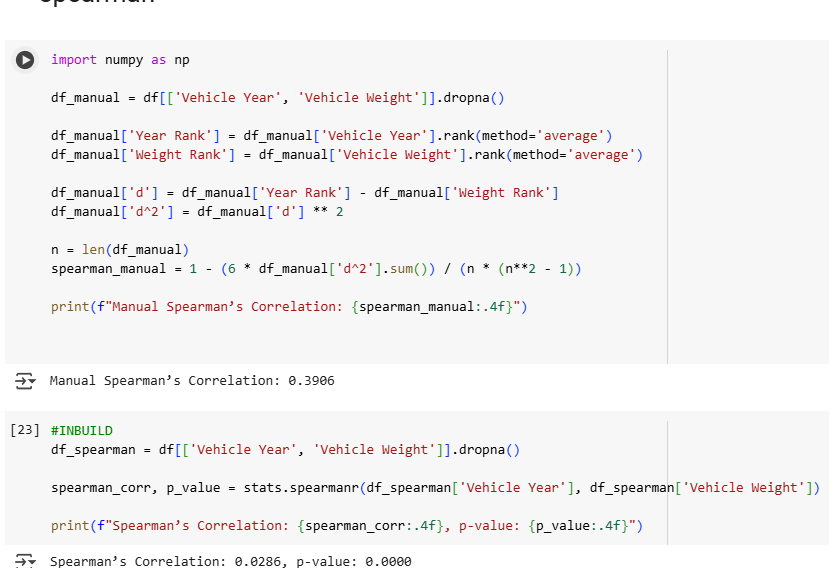 spearman
import numpy as np
df_manual = df[['Vehicle Year', 'Vehicle Weight']].dropna()
df_manual['Year Rank'] = df_manual['Vehicle Year'].rank(method='average')
df_manual['Weight Rank'] = df_manual['Vehicle Weight'].rank(method='average')
df_manual['d'] = df_manual['Year Rank'] - df_manual['Weight Rank']
df_manual['d^2'] = df_manual['d'] ** 2
n = len(df_manual)
spearman_manual = 1 - (6 * df_manual['d^2'].sum()) / (n * (n**2 - 1))
print(f"Manual Spearman’s Correlation: {spearman_manual:.4f}")
Manual Spearman’s Correlation: 0.3906
[23] #INBUILD
df_spearman = df[['Vehicle Year', 'Vehicle Weight']].dropna()
spearman_corr, p_value = stats.spearmanr(df_spearman['Vehicle Year'], df_spearman['Vehicle Weight'])
print(f"Spearman’s Correlation: {spearman_corr:.4f}, p-value: {p_value:.4f}")
Spearman’s Correlation: 0.0286, p-value: 0.0000